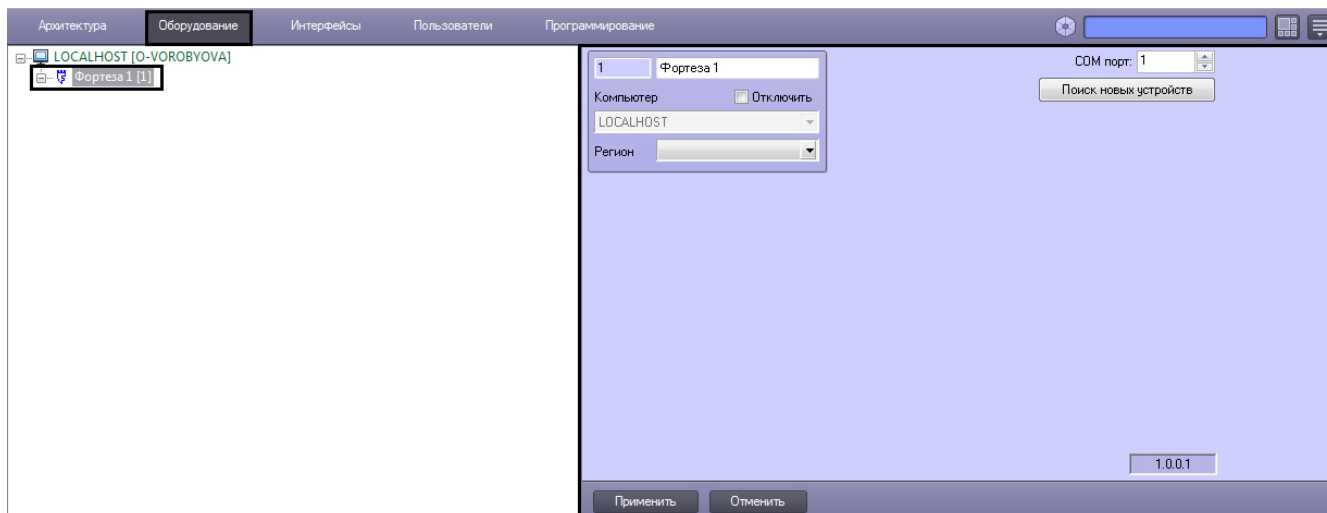 Архитектура Оборудование Интерфейсы Пользователи Программирование
LOCALHOST [O-VOROBYOVA]
Фортеза 1 [1]
1 Фортеза 1
Компьютер Отключить
LOCALHOST
Регион
COM порт: 1
Поиск новых устройств
1.0.0.1
Применить Отменить